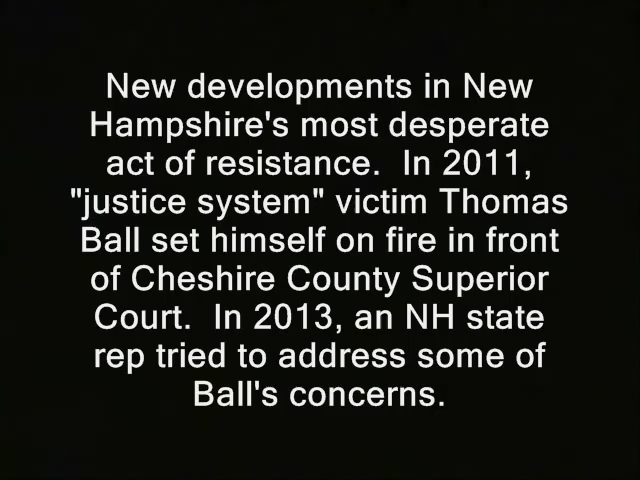 New developments in New
Hampshire's most desperate
act of resistance.  In 2011,
"justice system" victim Thomas
Ball set himself on fire in front
of Cheshire County Superior
Court.  In 2013, an NH state
rep tried to address some of
Ball's concerns.